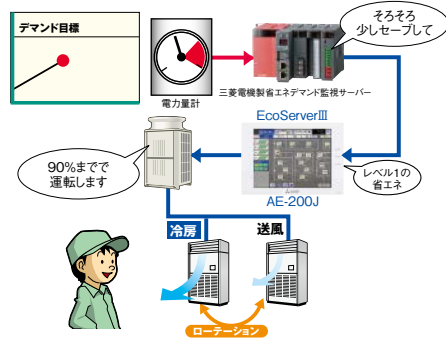 デマンド目標
電力量計
三菱電機製省エネデマンド監視サーバー
EcoServerⅢ
そろそろ
少しセーブして
90%までで
運転します
レベル1の
省エネ
AE-200J
冷房
送風
ローテーション